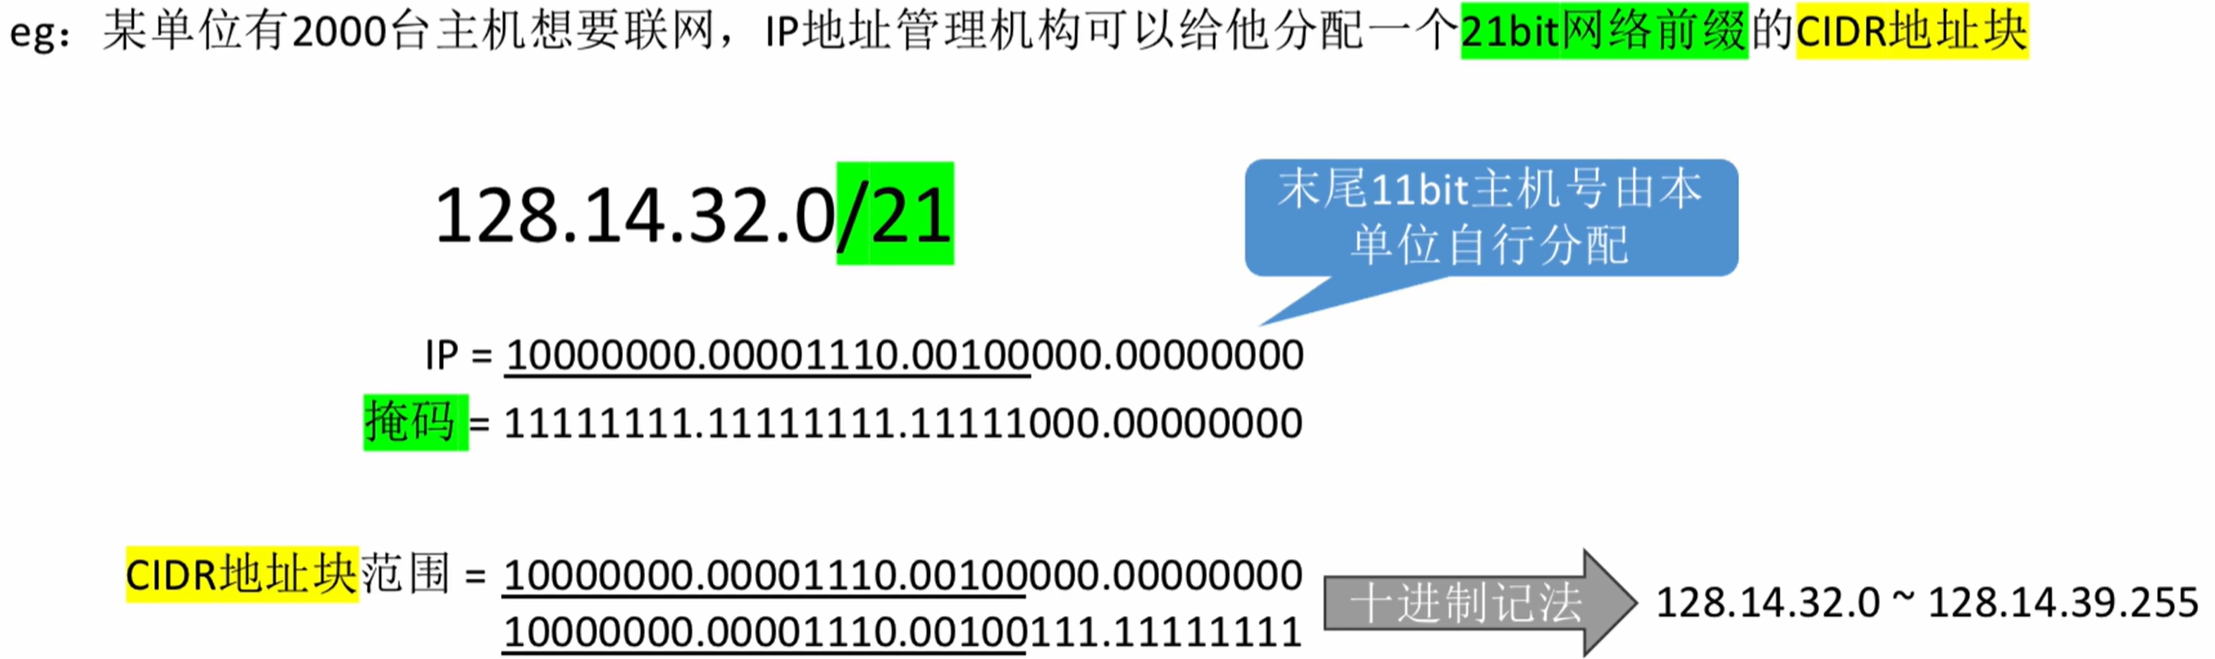 eg：某单位有2000台主机想要联网，IP地址管理机构可以给他分配一个21bit网络前缀的CIDR地址块
128.14.32.0/21
末尾11bit主机号由本
单位自行分配
IP = 10000000.00001110.00100000.00000000
掩码 = 11111111.11111111.11111000.00000000
CIDR地址块范围 = 10000000.00001110.00100000.00000000
10000000.00001110.00100111.11111111
十进制记法
128.14.32.0 ~ 128.14.39.255